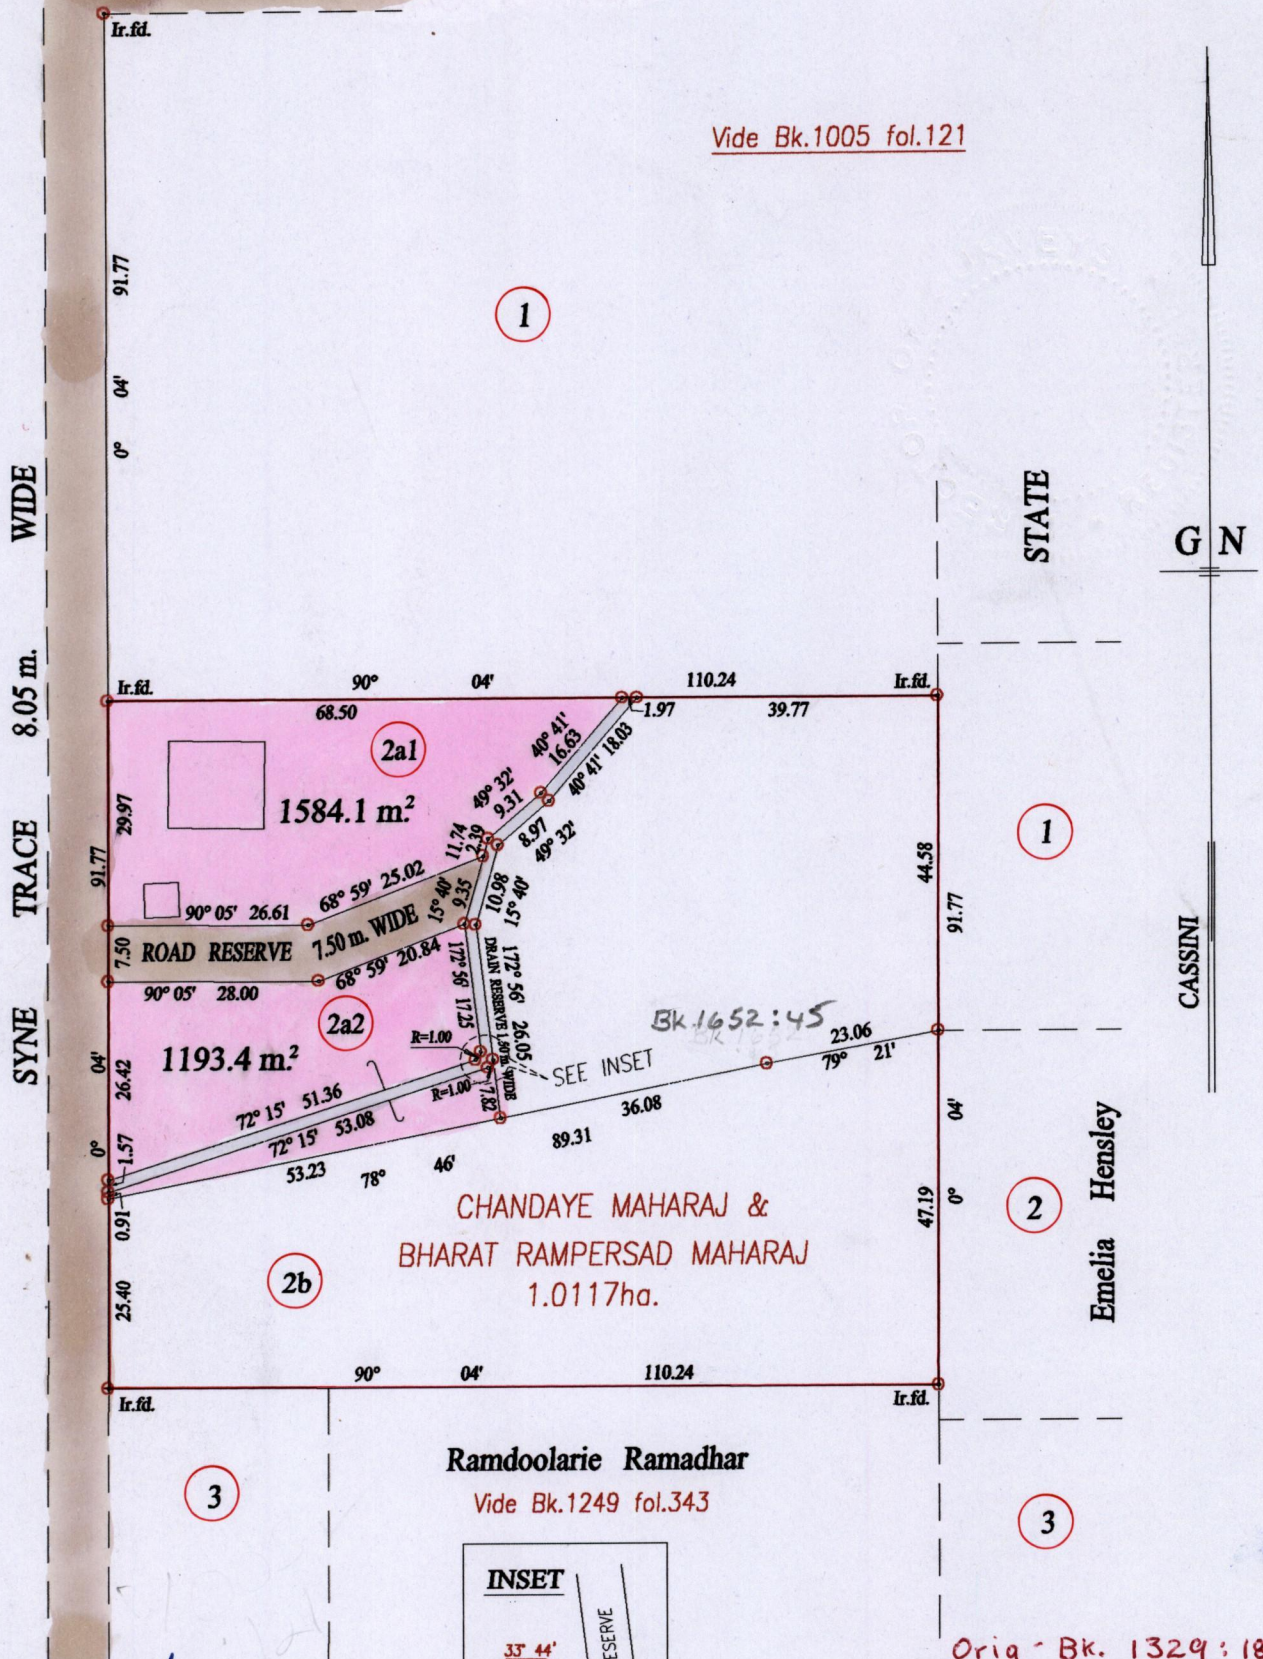 Ir.fd.
Vide Bk.1005 fol.121
91.77
04'
0°
1
SYNE TRACE 8.05 m. WIDE
STATE
G N
CASSINI
Ir.fd.
90° 04' 110.24
Ir.fd.
68.50
1.97
39.77
2a1
40° 41'
16.63
40° 41' 18.03
49° 32'
9.31
8.97
49° 32'
1584.1 m.²
29.97
91.77
11.74
2.39
68° 59' 25.02
15° 40'
9.35
10.98
15° 40'
90° 05' 26.61
7.50
ROAD RESERVE 7.50 m. WIDE
68° 59' 20.84
90° 05' 28.00
2a2
1193.4 m.²
172° 56' 17.25
DRAIN RESERVE 1.50 m. WIDE
172° 56' 26.05
R=1.00
R=1.00
7.82
SEE INSET
Bk.1652:45
23.06
79° 21'
44.58
91.77
04'
0°
47.19
1
36.08
89.31
04'
26.42
0°
1.57
72° 15' 51.36
72° 15' 53.08
53.23
78° 46'
0.91
25.40
CHANDAYE MAHARAJ &
BHARAT RAMPERSAD MAHARAJ
1.0117ha.
2b
2
Emelia Hensley
90° 04' 110.24
Ir.fd.
Ir.fd.
Ramdoolarie Ramadhar
Vide Bk.1249 fol.343
3
3
INSET
33° 44'
ESERVE
Orig - Bk. 1329 : 18